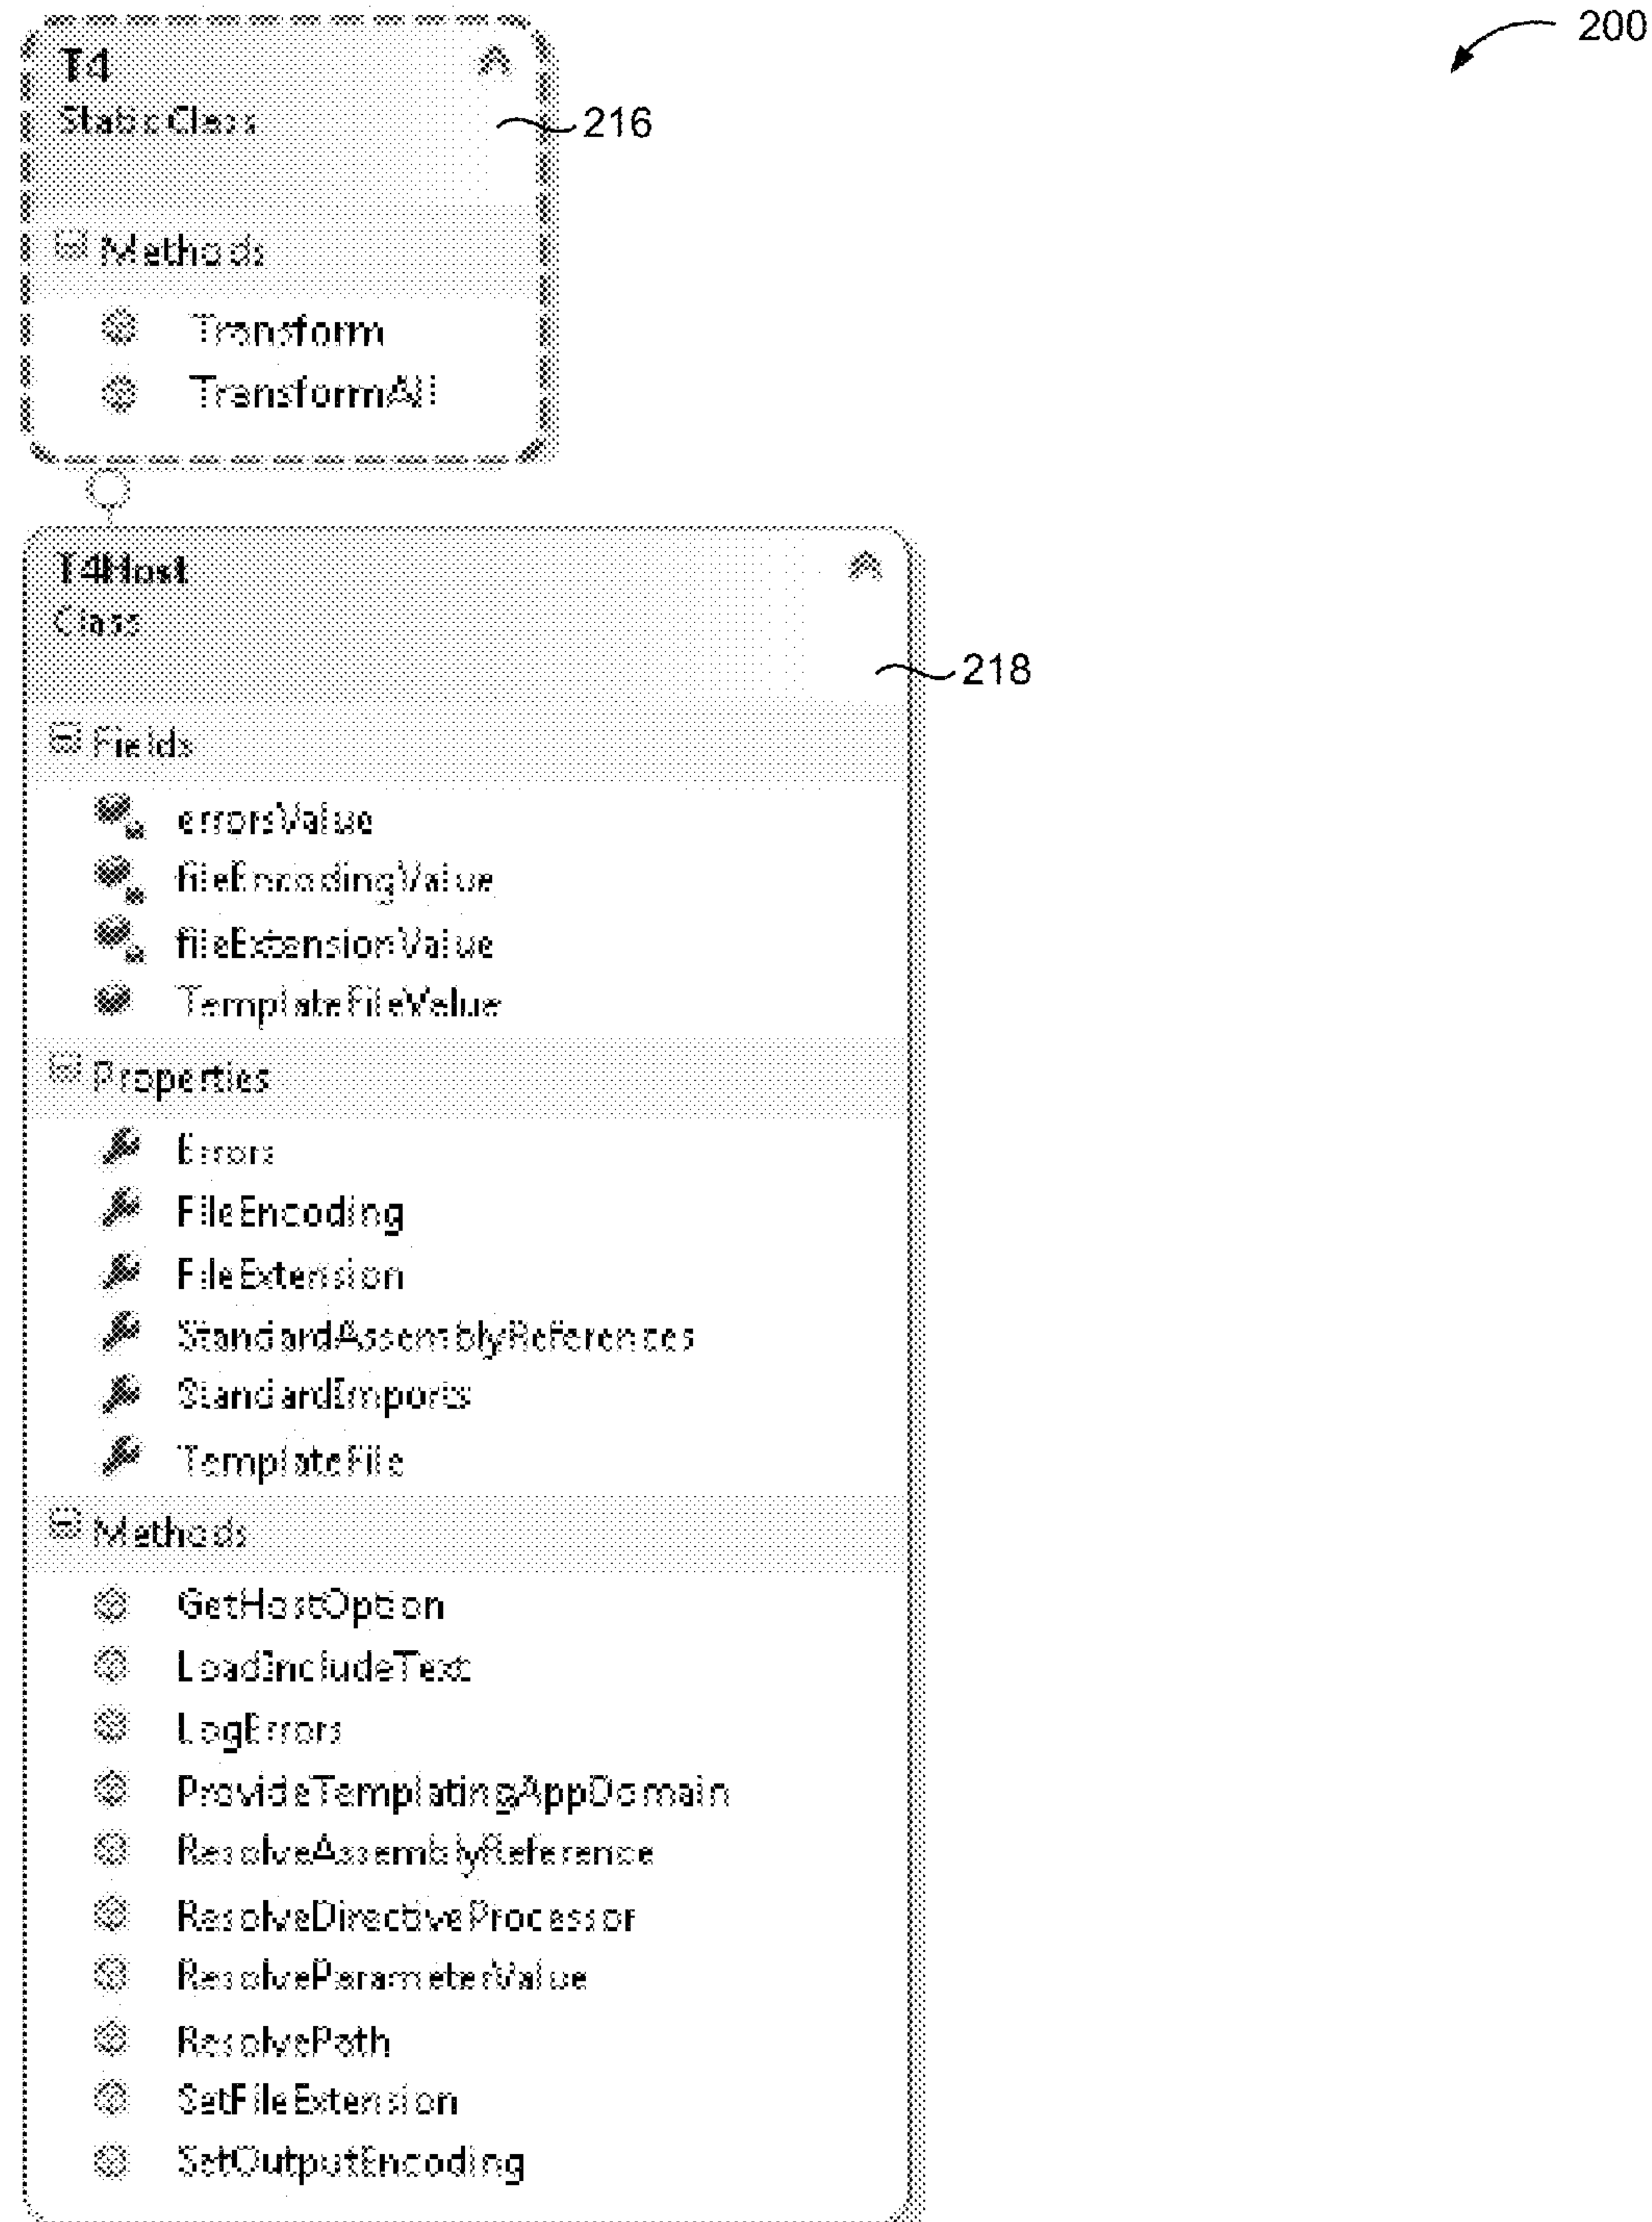 200
T4
Static Class
216
Methods
Transform
TransformAll
T4Host
Class
218
Fields
errorsValue
fileEncodingValue
fileExtensionValue
TemplateFileValue
Properties
Errors
FileEncoding
FileExtension
StandardAssemblyReferences
StandardImports
TemplateFile
Methods
GetHostOption
LoadIncludeText
LogErrors
ProvideTemplatingAppDomain
ResolveAssemblyReference
ResolveDirectiveProcessor
ResolveParameterValue
ResolvePath
SetFileExtension
SetOutputEncoding